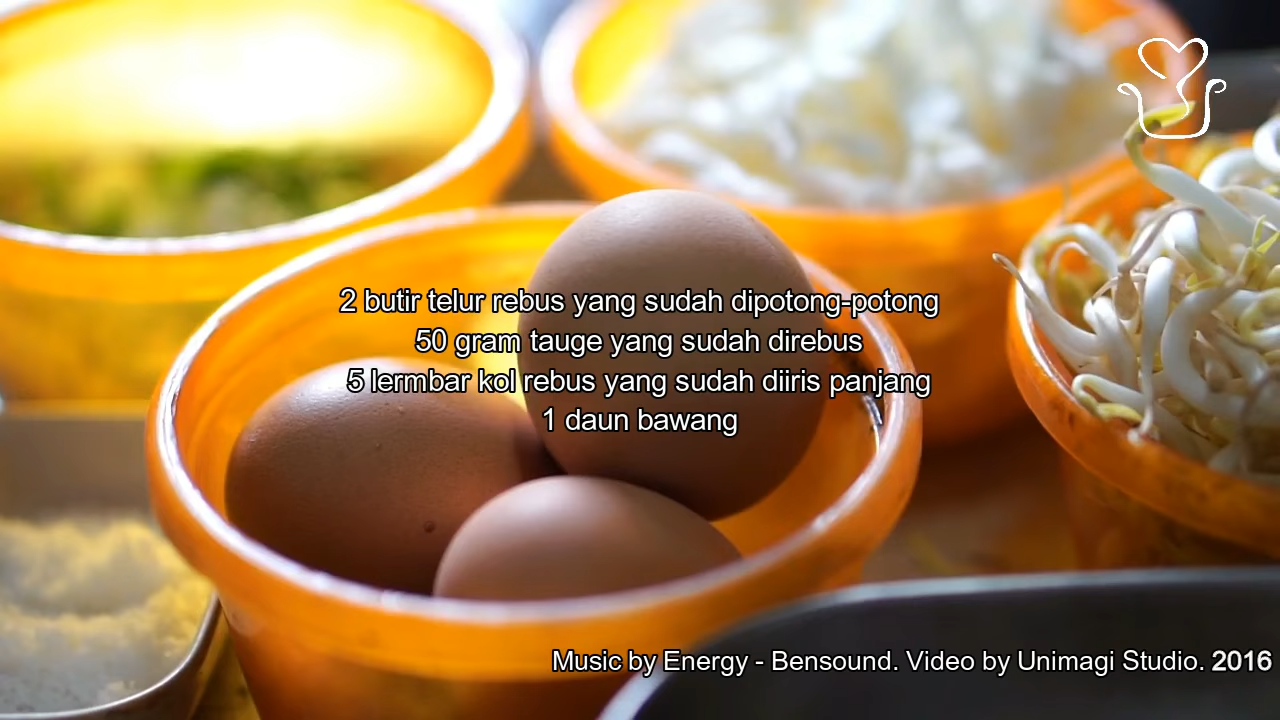 2 butir telur rebus yang sudah dipotong-potong
50 gram tauge yang sudah direbus
5 lermbar kol rebus yang sudah diiris panjang
1 daun bawang
Music by Energy - Bensound. Video by Unimagi Studio. 2016